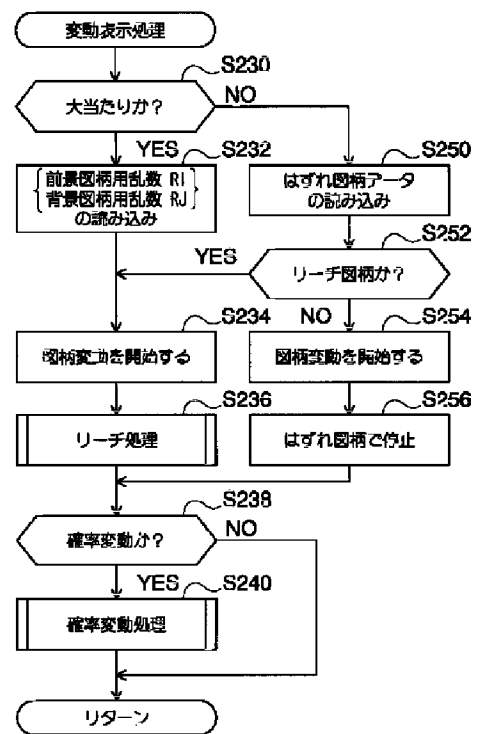 変動表示処理
S230
大当たりか?
NO
YES
S232
前景図柄用乱数 RI
背景図柄用乱数 RJ
の読み込み
S250
はずれ図柄データ
の読み込み
S252
リーチ図柄か?
YES
NO
S234
図柄変動を開始する
S254
図柄変動を開始する
S236
リーチ処理
S256
はずれ図柄で停止
S238
確率変動か?
NO
YES
S240
確率変動処理
リターン